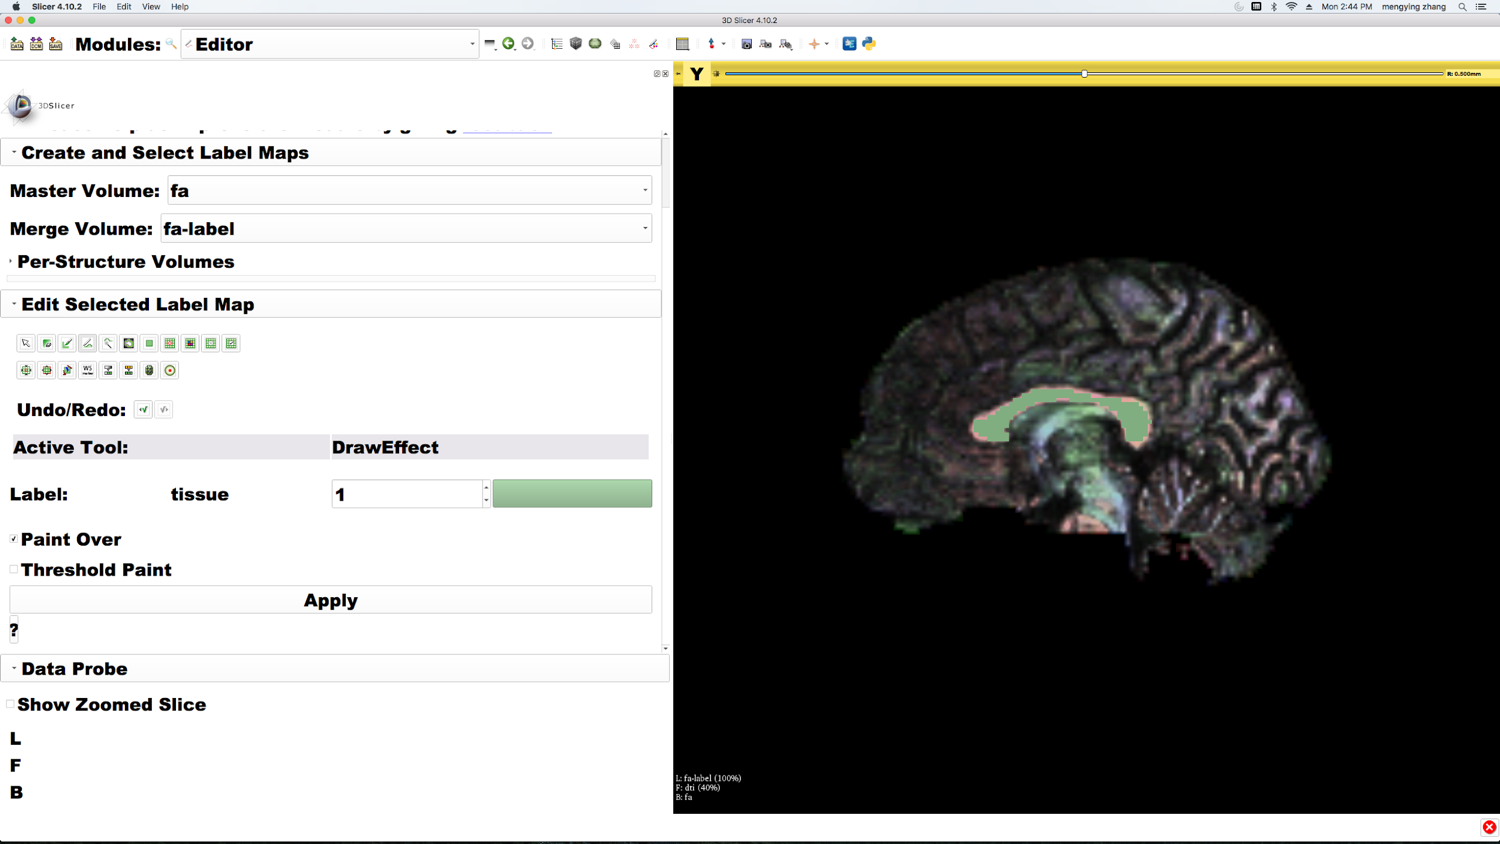 Slicer 4.10.2 File Edit View Help Mon 2:44 PM mengying zhang
3D Slicer 4.10.2
DATA DCM SAVE Modules: Editor
Y R: 0.500mm
3DSlicer
Create and Select Label Maps
Master Volume: fa
Merge Volume: fa-label
Per-Structure Volumes
Edit Selected Label Map
Undo/Redo:
Active Tool: DrawEffect
Label: tissue 1
Paint Over
Threshold Paint
Apply
?
Data Probe
Show Zoomed Slice
L
F
B
L: fa-label (100%)
F: dti (40%)
B: fa